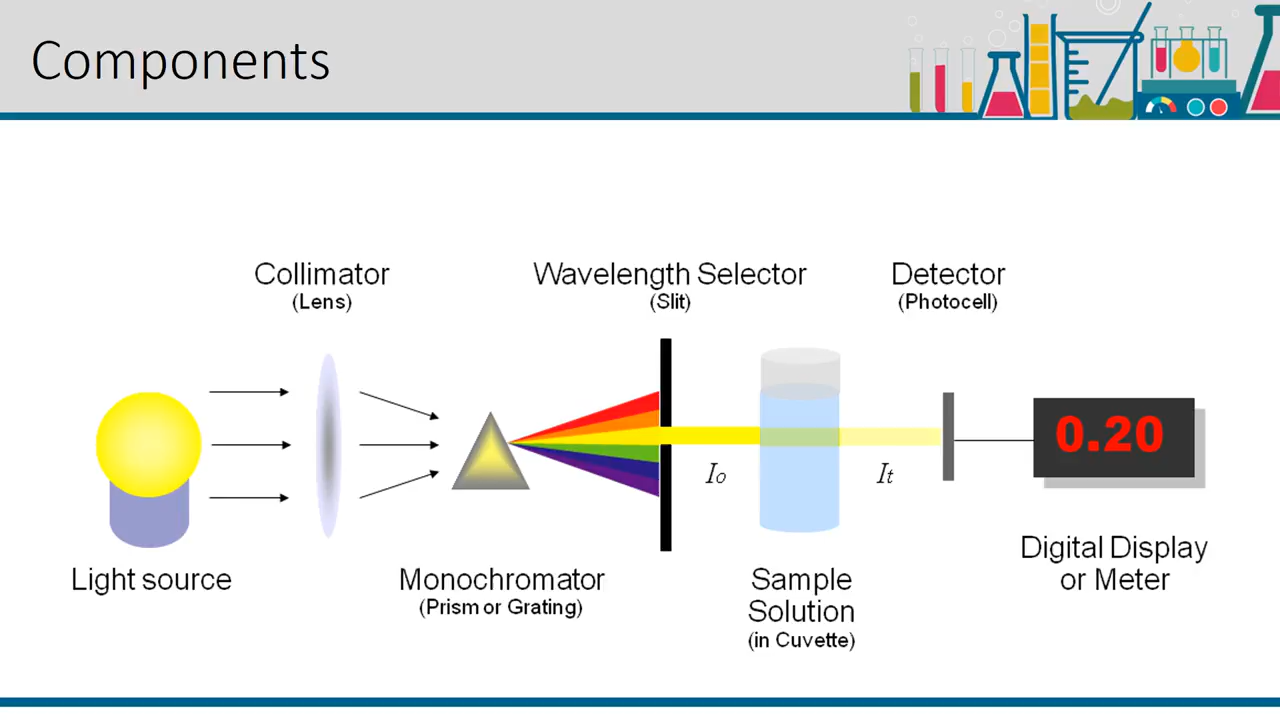 Components
Collimator
(Lens)
Wavelength Selector
(Slit)
Detector
(Photocell)
0.20
Io
It
Light source
Monochromator
(Prism or Grating)
Sample
Solution
(in Cuvette)
Digital Display
or Meter